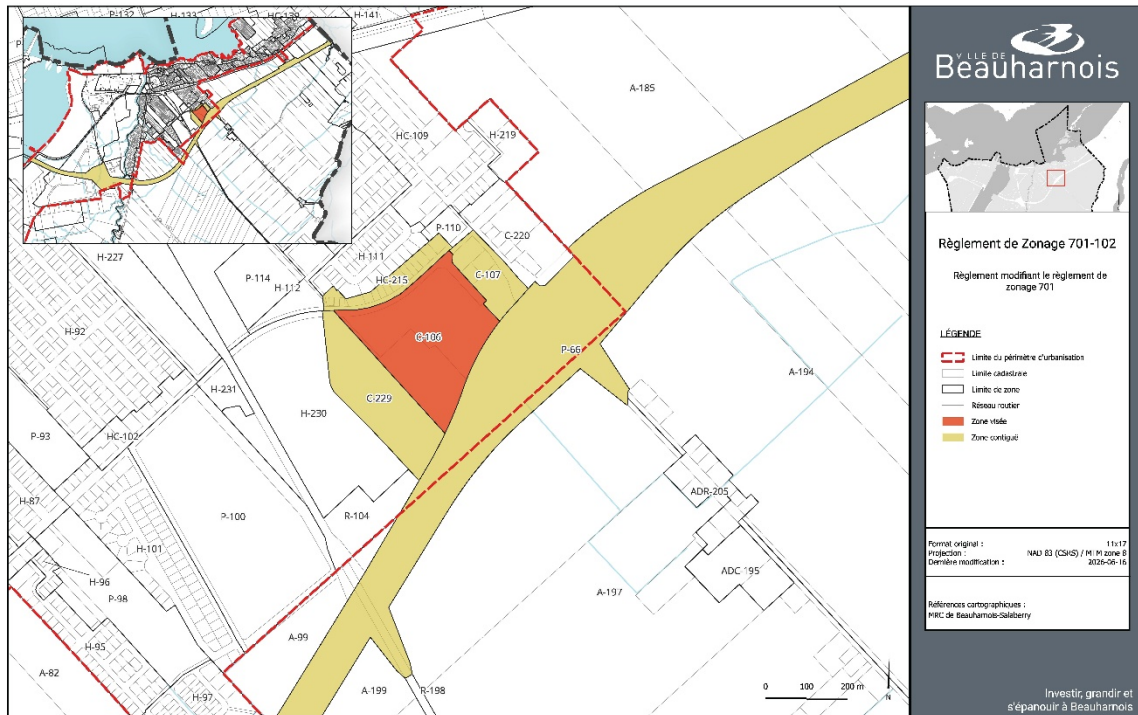 P-132
H-133
HC-139
H-141
A-185
HC-109
H-219
P-110
C-220
H-227
P-114
H-111
C-107
H-112
HC-215
H-92
C-106
P-66
A-194
H-231
C-229
H-230
P-93
HC-102
H-87
ADR-205
R-104
P-100
H-101
ADC-195
H-96
P-98
A-197
A-99
H-95
A-82
R-198
A-199
H-97
0 100 200 m
N
VILLE DE
Beauharnois
Règlement de Zonage 701-102
Règlement modifiant le règlement de
zonage 701
LÉGENDE
Limite du périmètre d'urbanisation
Limite cadastrale
Limite de zone
Réseau routier
Zone visée
Zone contiguë
Format original : 11x17
Projection : NAD 83 (CSRS) / MTM zone 8
Dernière modification : 2026-06-16
Références cartographiques :
MRC de Beauharnois-Salaberry
Investir, grandir et
s'épanouir à Beauharnois